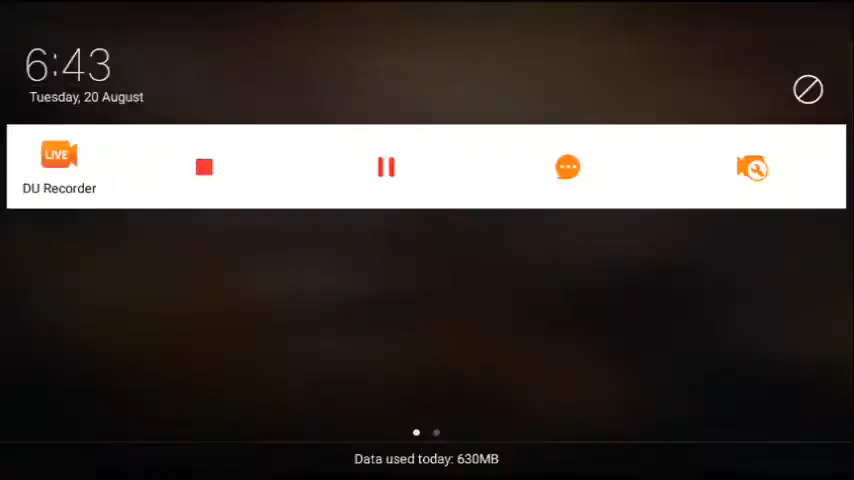 6:43
Tuesday, 20 August
LIVE
DU Recorder
Data used today: 630MB